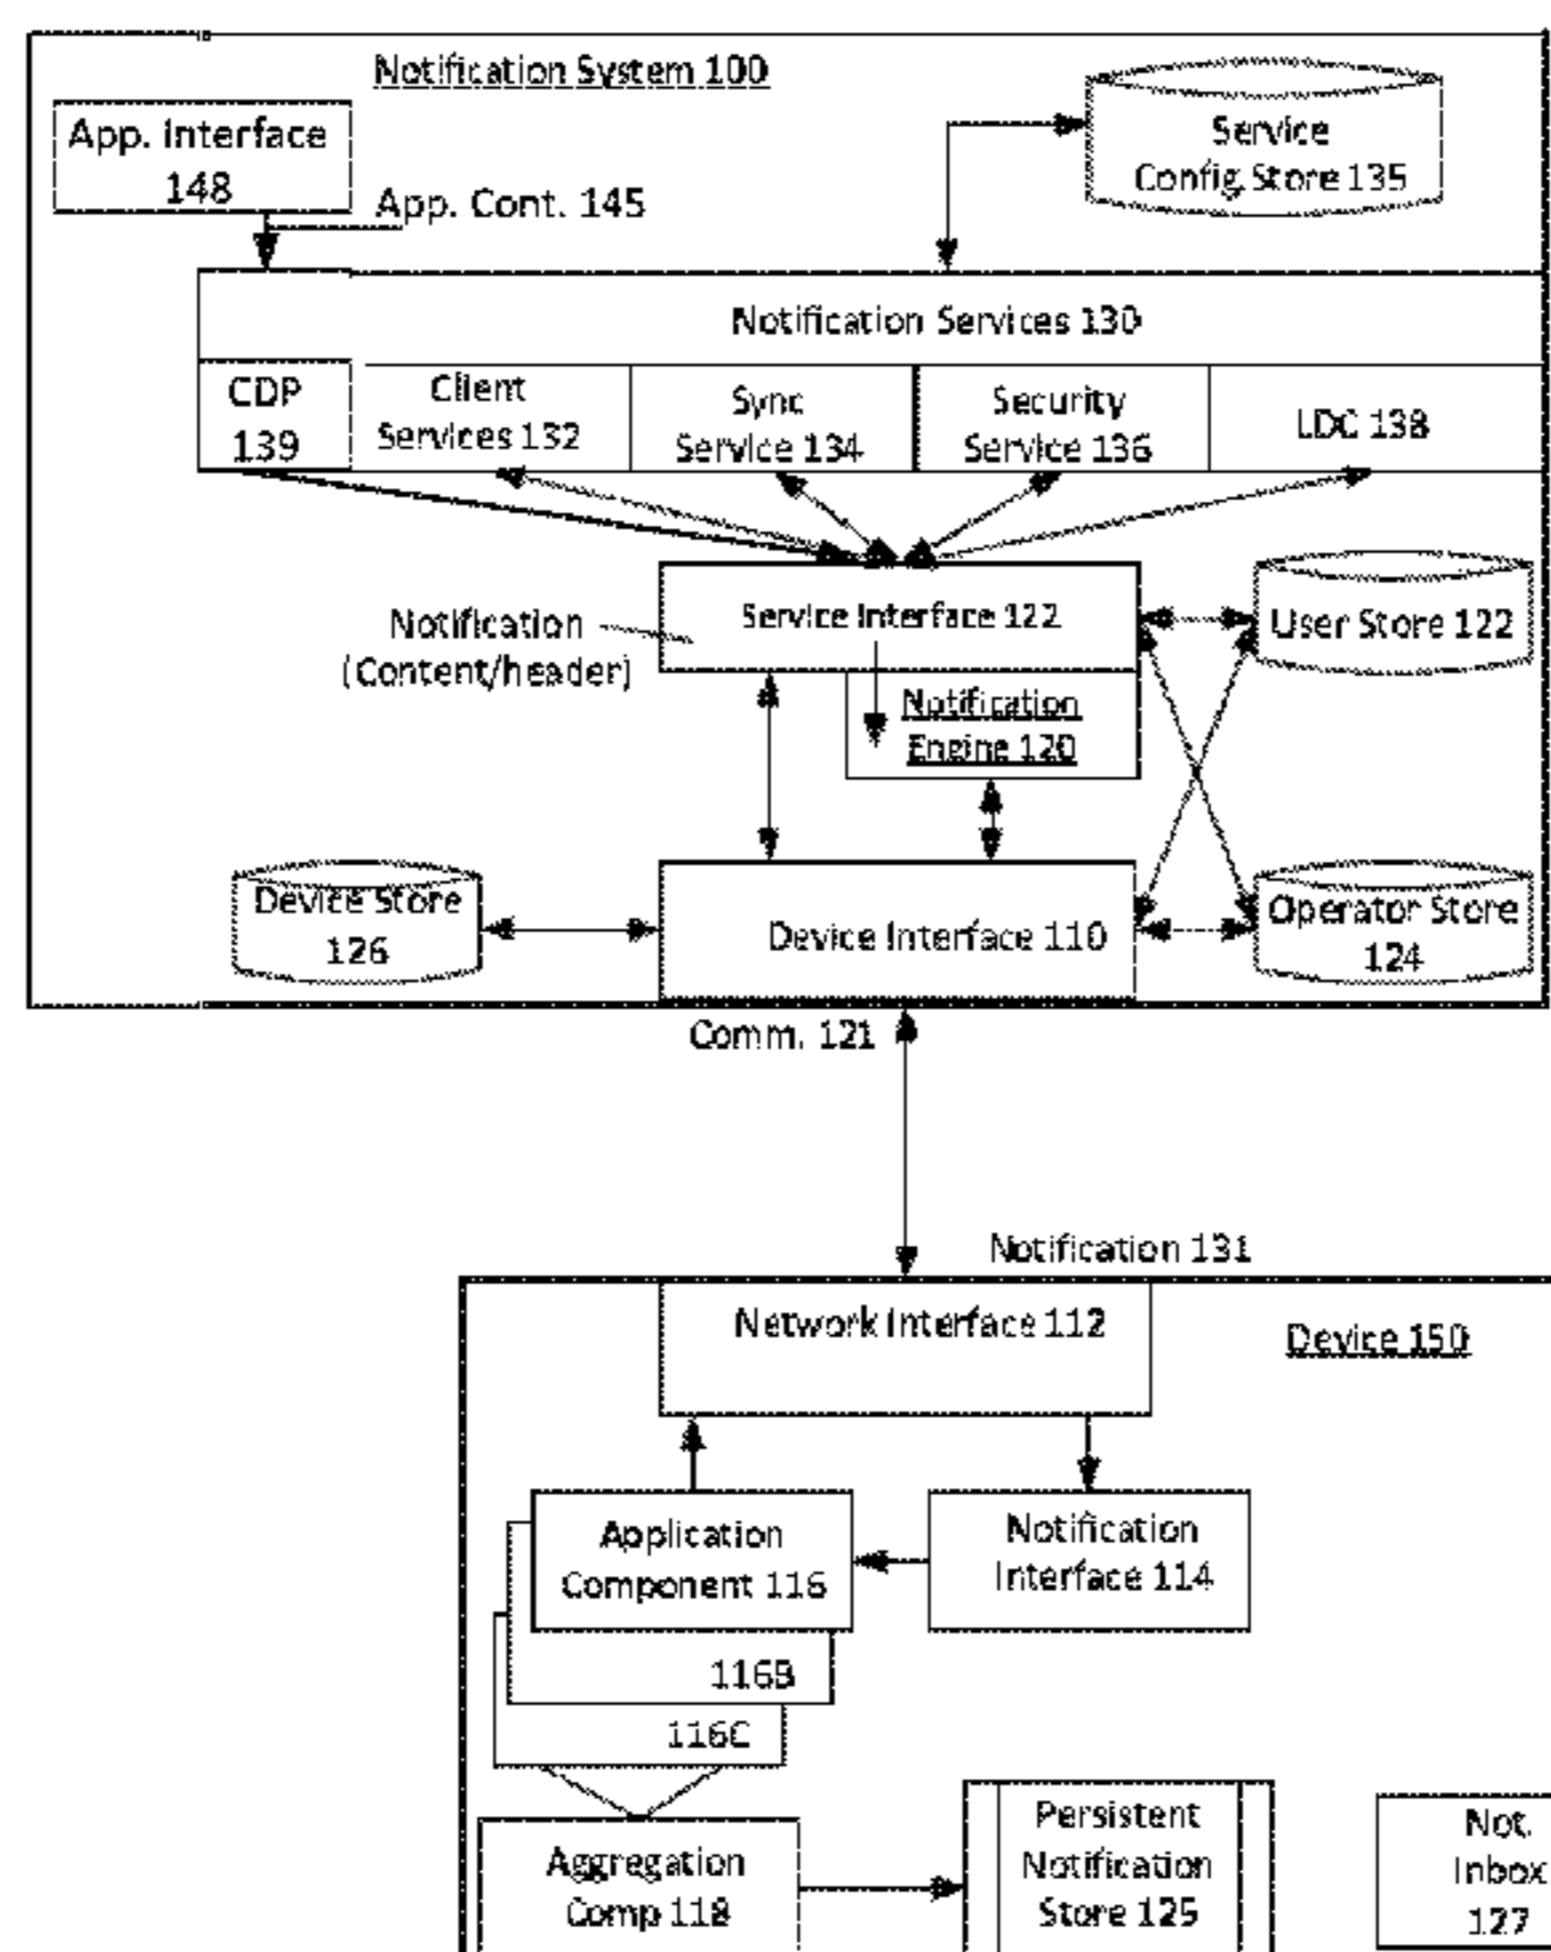 Notification System 100
App. Interface
148
App. Cont. 145
Service
Config.Store 135
Notification Services 130
CDP
139
Client
Services 132
Sync
Service 134
Security
Service 136
LDC 138
Service Interface 122
Notification
(Content/header)
User Store 122
Notification
Engine 120
Device Store
126
Device Interface 110
Operator Store
124
Comm. 121
Notification 131
Network Interface 112
Device 150
Application
Component 116
Notification
Interface 114
116B
116C
Aggregation
Comp 118
Persistent
Notification
Store 125
Not.
Inbox
127